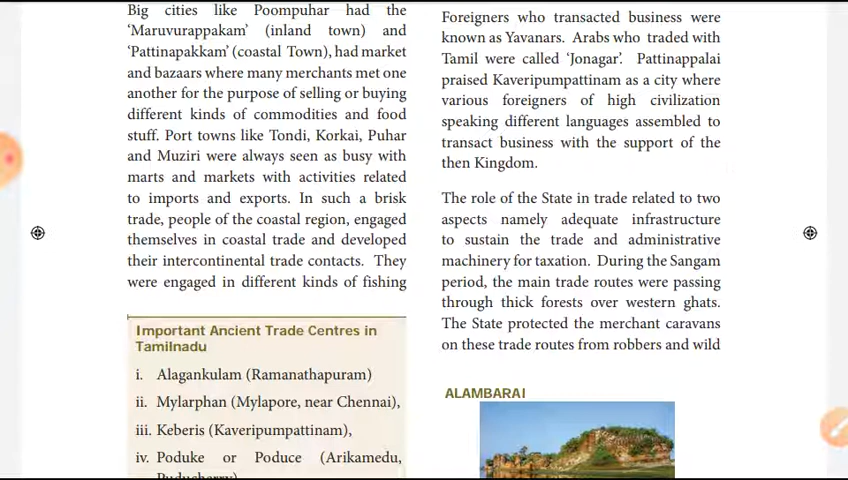 Big cities like Poompuhar had the
'Maruvurappakam' (inland town) and
'Pattinapakkam' (coastal Town), had market
and bazaars where many merchants met one
another for the purpose of selling or buying
different kinds of commodities and food
stuff. Port towns like Tondi, Korkai, Puhar
and Muziri were always seen as busy with
marts and markets with activities related
to imports and exports. In such a brisk
trade, people of the coastal region, engaged
themselves in coastal trade and developed
their intercontinental trade contacts. They
were engaged in different kinds of fishing
Important Ancient Trade Centres in
Tamilnadu
i. Alagankulam (Ramanathapuram)
ii. Mylarphan (Mylapore, near Chennai),
iii. Keberis (Kaveripumpattinam),
iv. Poduke or Poduce (Arikamedu,
Puducherry)
Foreigners who transacted business were
known as Yavanars. Arabs who traded with
Tamil were called 'Jonagar'. Pattinappalai
praised Kaveripumpattinam as a city where
various foreigners of high civilization
speaking different languages assembled to
transact business with the support of the
then Kingdom.
The role of the State in trade related to two
aspects namely adequate infrastructure
to sustain the trade and administrative
machinery for taxation. During the Sangam
period, the main trade routes were passing
through thick forests over western ghats.
The State protected the merchant caravans
on these trade routes from robbers and wild
ALAMBARAI